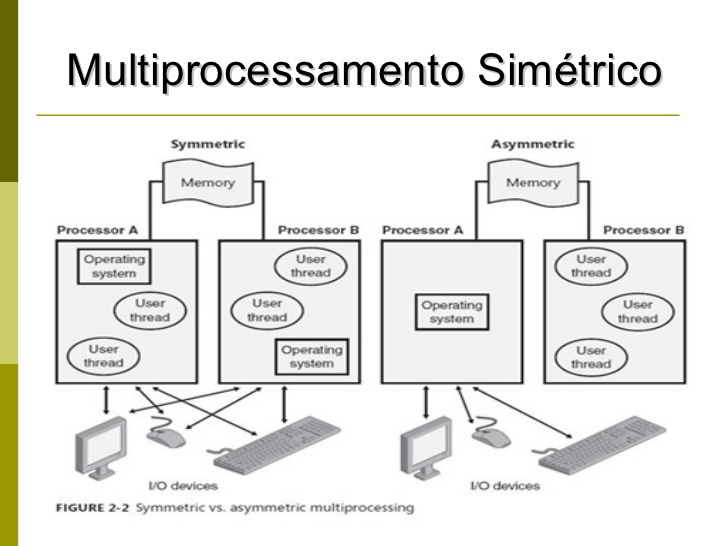 Multiprocessamento Simétrico
Symmetric
Memory
Processor A
Processor B
Operating
system
User
thread
User
thread
User
thread
User
thread
User
thread
Operating
system
I/O devices
Asymmetric
Memory
Processor A
Processor B
Operating
system
User
thread
User
thread
User
thread
I/O devices
FIGURE 2-2 Symmetric vs. asymmetric multiprocessing